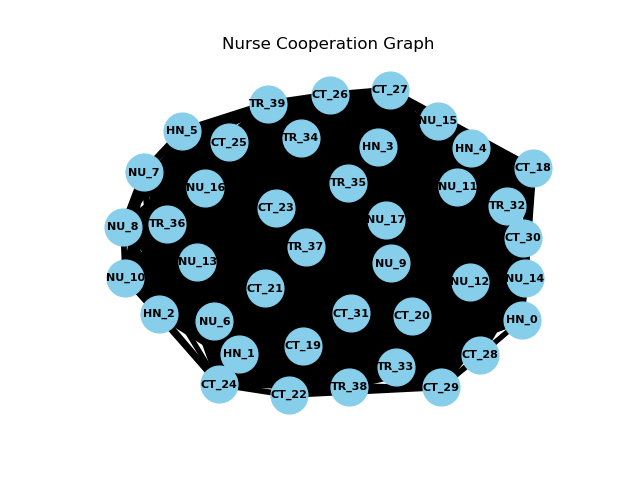 Nurse Cooperation Graph
CT_27
CT_26
TR_39
NU_15
HN_5
TR_34
CT_25
HN_3
HN_4
CT_18
NU_7
TR_35
NU_11
NU_16
TR_32
CT_23
NU_17
TR_36
NU_8
CT_30
TR_37
NU_13
NU_9
NU_10
NU_14
NU_12
CT_21
CT_31
HN_2
CT_20
HN_0
NU_6
CT_19
HN_1
CT_28
TR_33
CT_24
TR_38
CT_29
CT_22